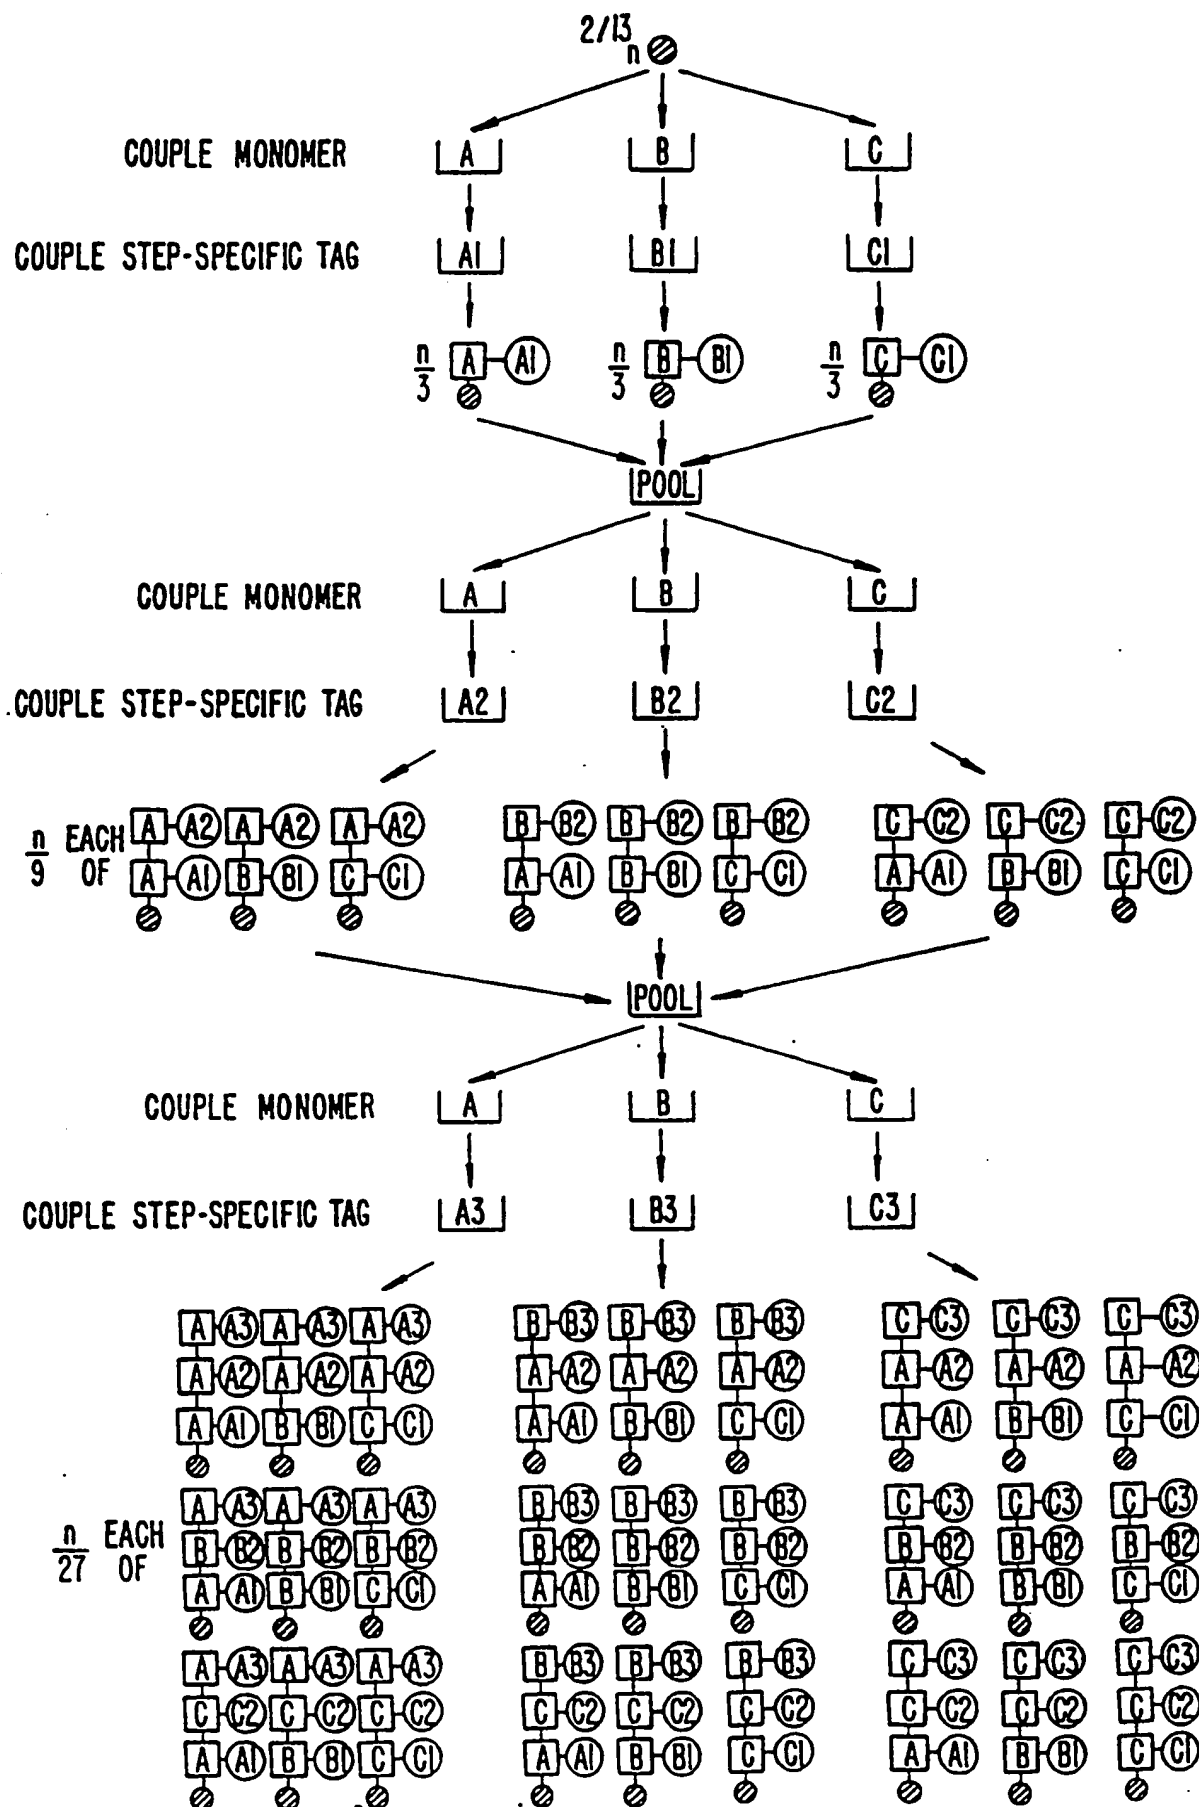 2/13
n
COUPLE MONOMER A B C
COUPLE STEP-SPECIFIC TAG A1 B1 C1
n/3 A A1 n/3 B B1 n/3 C C1
POOL
COUPLE MONOMER A B C
COUPLE STEP-SPECIFIC TAG A2 B2 C2
A A2 A A2 A A2 B B2 B B2 B B2 C C2 C C2 C C2
n/9 EACH OF
A A1 B B1 C C1 A A1 B B1 C C1 A A1 B B1 C C1
POOL
COUPLE MONOMER A B C
COUPLE STEP-SPECIFIC TAG A3 B3 C3
A A3 A A3 A A3 B B3 B B3 B B3 C C3 C C3 C C3
A A2 A A2 A A2 A A2 A A2 A A2 A A2 A A2 A A2
A A1 B B1 C C1 A A1 B B1 C C1 A A1 B B1 C C1
A A3 A A3 A A3 B B3 B B3 B B3 C C3 C C3 C C3
n/27 EACH OF
B B2 B B2 B B2 B B2 B B2 B B2 B B2 B B2 B B2
A A1 B B1 C C1 A A1 B B1 C C1 A A1 B B1 C C1
A A3 A A3 A A3 B B3 B B3 B B3 C C3 C C3 C C3
C C2 C C2 C C2 C C2 C C2 C C2 C C2 C C2 C C2
A A1 B B1 C C1 A A1 B B1 C C1 A A1 B B1 C C1